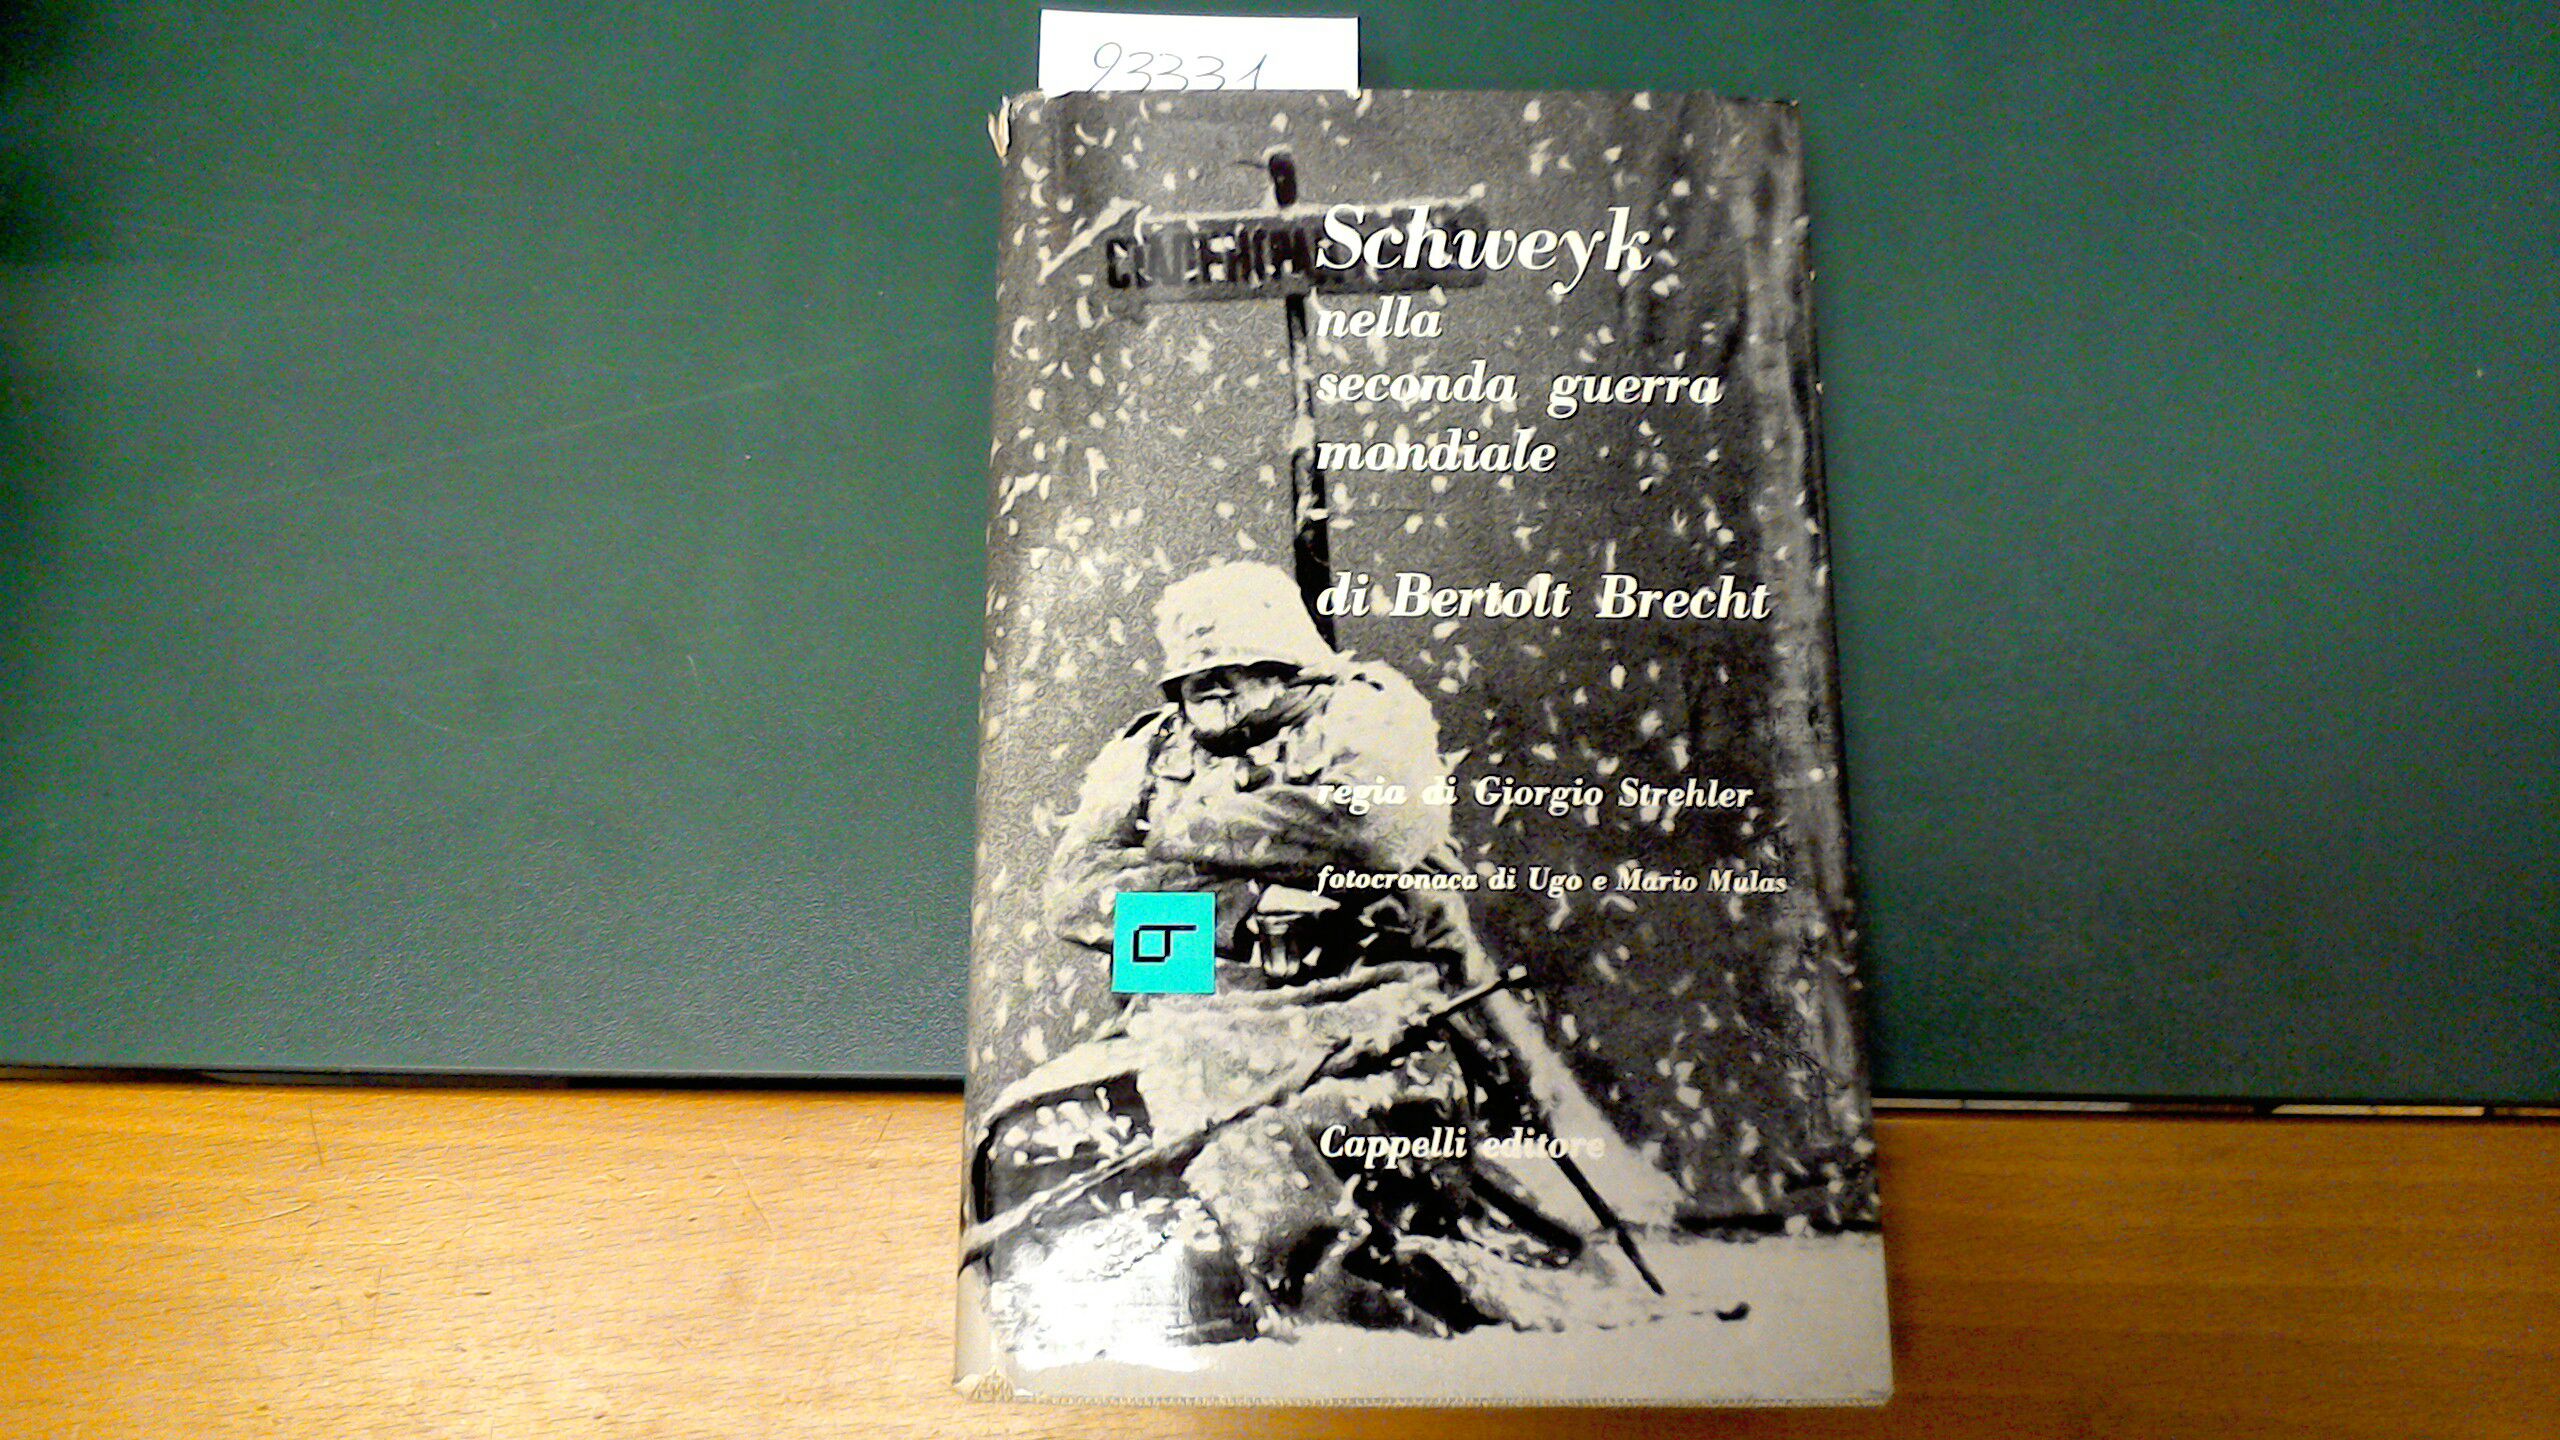 93331
Schweyk
nella
seconda guerra
mondiale
di Bertolt Brecht
regia di Giorgio Strehler
fotocronaca di Ugo e Mario Mulas
Cappelli editore